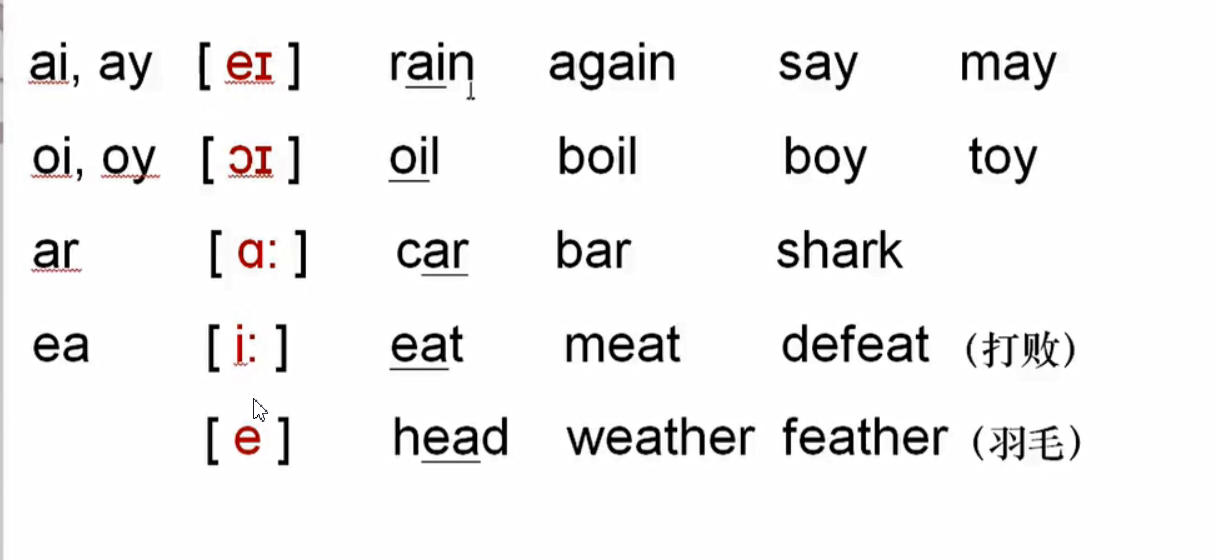 ai, ay [ eɪ ] rain again say may
oi, oy [ ɔɪ ] oil boil boy toy
ar [ ɑ: ] car bar shark
ea [ i: ] eat meat defeat (打败)
[ e ] head weather feather (羽毛)